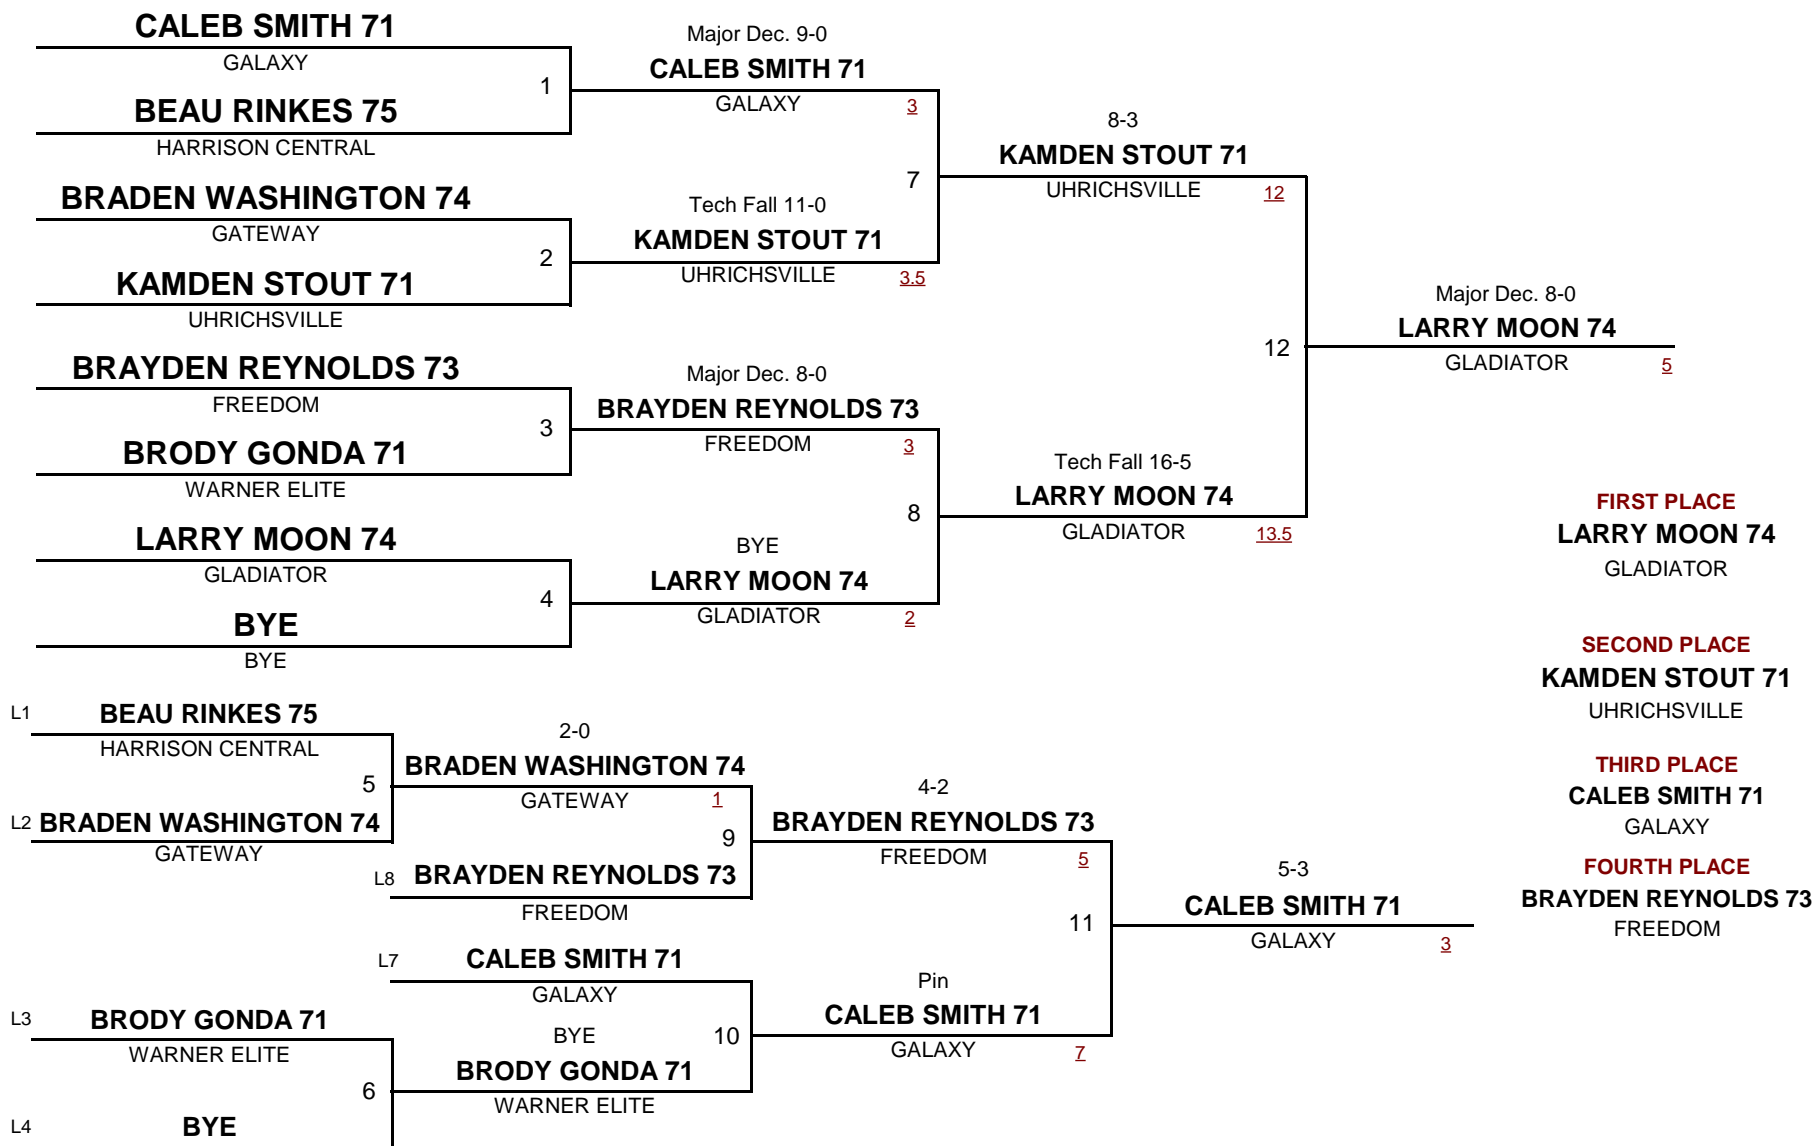 CALEB SMITH 71
GALAXY
1
BEAU RINKES 75
HARRISON CENTRAL
BRADEN WASHINGTON 74
GATEWAY
2
KAMDEN STOUT 71
UHRICHSVILLE
BRAYDEN REYNOLDS 73
FREEDOM
3
BRODY GONDA 71
WARNER ELITE
LARRY MOON 74
GLADIATOR
4
BYE
BYE
Major Dec. 9-0
CALEB SMITH 71
GALAXY 3
7
Tech Fall 11-0
KAMDEN STOUT 71
UHRICHSVILLE 3.5
Major Dec. 8-0
BRAYDEN REYNOLDS 73
FREEDOM 3
8
BYE
LARRY MOON 74
GLADIATOR 2
8-3
KAMDEN STOUT 71
UHRICHSVILLE 12
12
Tech Fall 16-5
LARRY MOON 74
GLADIATOR 13.5
Major Dec. 8-0
LARRY MOON 74
GLADIATOR 5
FIRST PLACE
LARRY MOON 74
GLADIATOR
SECOND PLACE
KAMDEN STOUT 71
UHRICHSVILLE
THIRD PLACE
CALEB SMITH 71
GALAXY
FOURTH PLACE
BRAYDEN REYNOLDS 73
FREEDOM
L1 BEAU RINKES 75
HARRISON CENTRAL
5
L2 BRADEN WASHINGTON 74
GATEWAY
2-0
BRADEN WASHINGTON 74
GATEWAY 1
9
L8 BRAYDEN REYNOLDS 73
FREEDOM
L7 CALEB SMITH 71
GALAXY
10
L3 BRODY GONDA 71
WARNER ELITE
6
L4 BYE
BYE
BRODY GONDA 71
WARNER ELITE
4-2
BRAYDEN REYNOLDS 73
FREEDOM 5
11
Pin
CALEB SMITH 71
GALAXY 7
5-3
CALEB SMITH 71
GALAXY 3